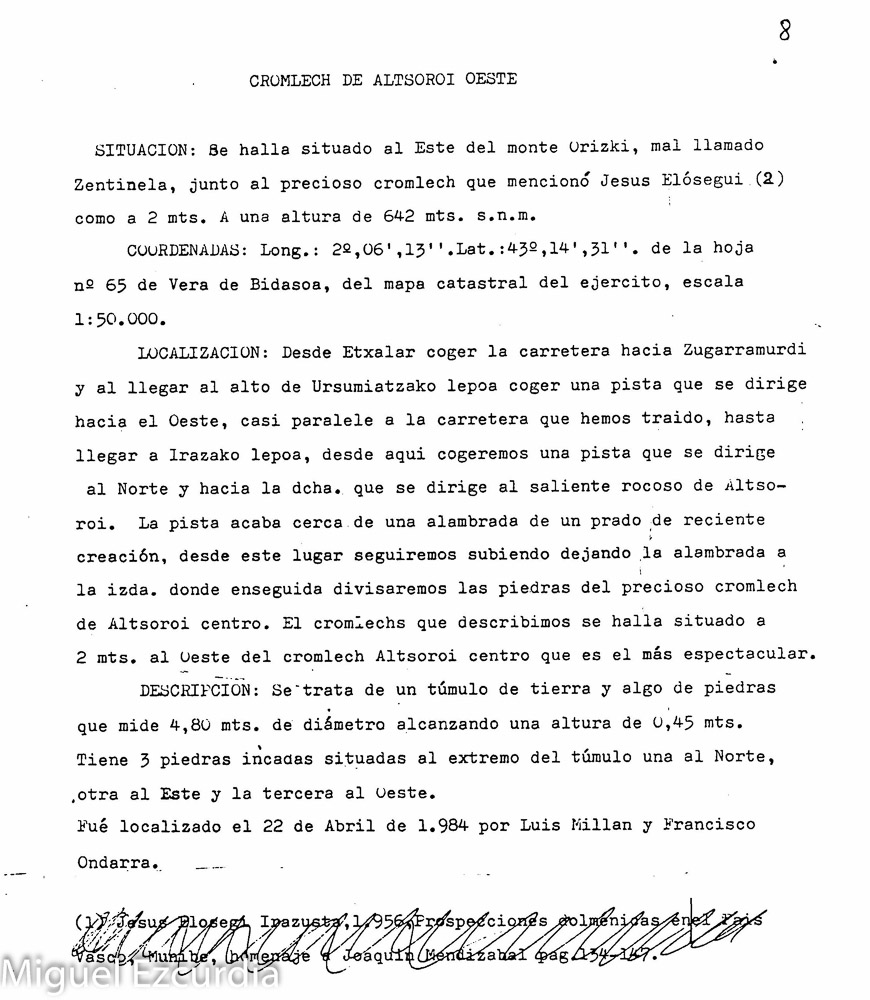 8
CROMLECH DE ALTSOROI OESTE
SITUACION: Se halla situado al Este del monte Orizki, mal llamado
Zentinela, junto al precioso cromlech que mencionó Jesus Elósegui (2)
como a 2 mts. A una altura de 642 mts. s.n.m.
COORDENADAS: Long.: 2º,06',13''.Lat.:43º,14',31''. de la hoja
nº 65 de Vera de Bidasoa, del mapa catastral del ejercito, escala
1:50.000.
LOCALIZACION: Desde Etxalar coger la carretera hacia Zugarramurdi
y al llegar al alto de Ursumiatzako lepoa coger una pista que se dirige
hacia el Oeste, casi paralele a la carretera que hemos traido, hasta
llegar a Irazako lepoa, desde aqui cogeremos una pista que se dirige
al Norte y hacia la dcha. que se dirige al saliente rocoso de Altso-
roi. La pista acaba cerca de una alambrada de un prado de reciente
creación, desde este lugar seguiremos subiendo dejando la alambrada a
la izda. donde enseguida divisaremos las piedras del precioso cromlech
de Altsoroi centro. El cromlechs que describimos se halla situado a
2 mts. al Oeste del cromlech Altsoroi centro que es el más espectacular.
DESCRIPCION: Se trata de un túmulo de tierra y algo de piedras
que mide 4,80 mts. de diámetro alcanzando una altura de 0,45 mts.
Tiene 3 piedras incadas situadas al extremo del túmulo una al Norte,
otra al Este y la tercera al Oeste.
Fué localizado el 22 de Abril de 1.984 por Luis Millan y Francisco
Ondarra.
(1) Jesus Elosegi Irazusta, 1956, Prospecciones dolmenicas en el Pais
Vasco, Munibe, homenaje a Joaquin Mendizabal pag.
Miguel Ezcurdia